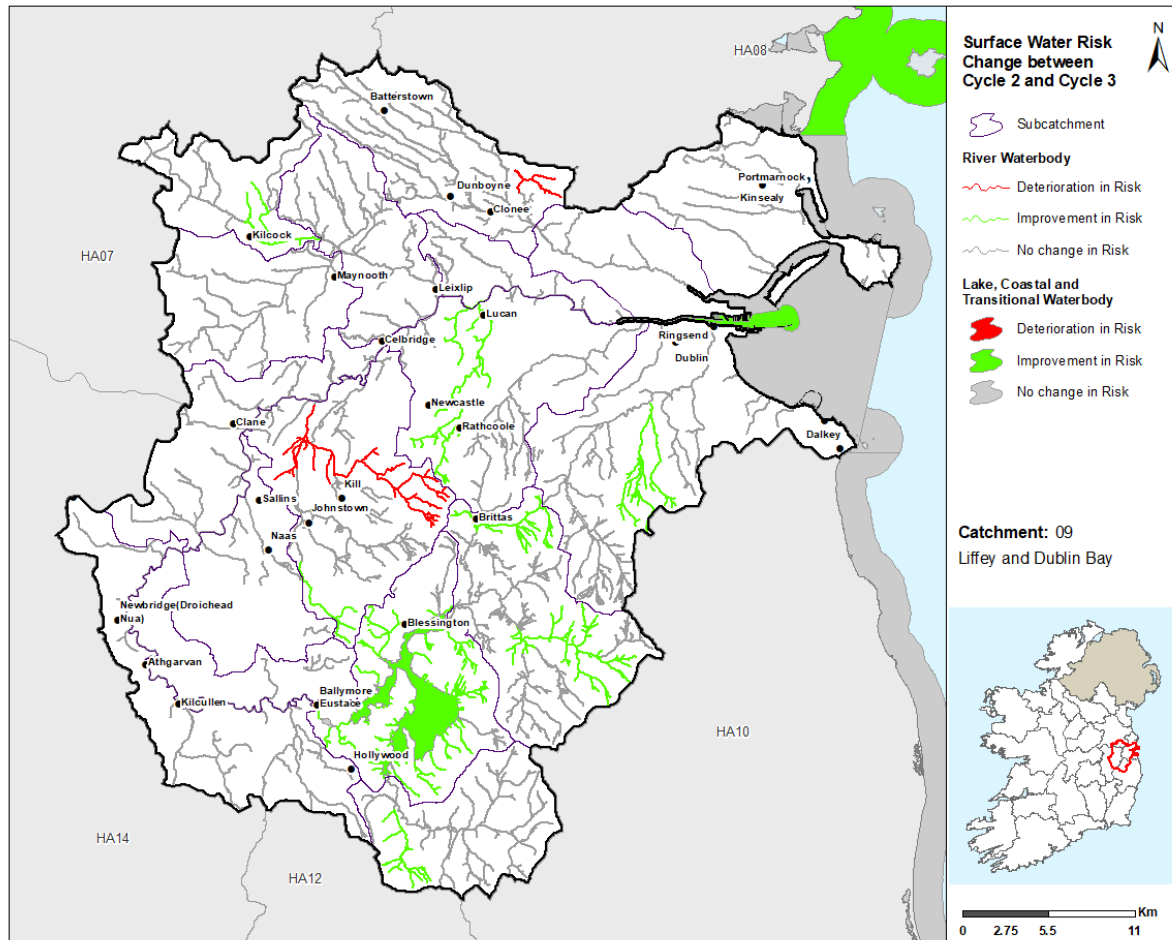 HA08
Batterstown
Dunboyne
Clonee
Portmarnock,
Kinsealy
Kilcock
HA07
Maynooth
Leixlip
Lucan
Celbridge
Ringsend
Dublin
Newcastle
Clane
Rathcoole
Dalkey
Kill
Sallins
Johnstown
Brittas
Naas
Newbridge(Droichead
Nua)
Blessington
Athgarvan
Ballymore
Eustace
Kilcullen
HA10
Hollywood
HA14
HA12
Surface Water Risk
Change between
Cycle 2 and Cycle 3
N
Subcatchment
River Waterbody
Deterioration in Risk
Improvement in Risk
No change in Risk
Lake, Coastal and
Transitional Waterbody
Deterioration in Risk
Improvement in Risk
No change in Risk
Catchment: 09
Liffey and Dublin Bay
Km
0 2.75 5.5 11